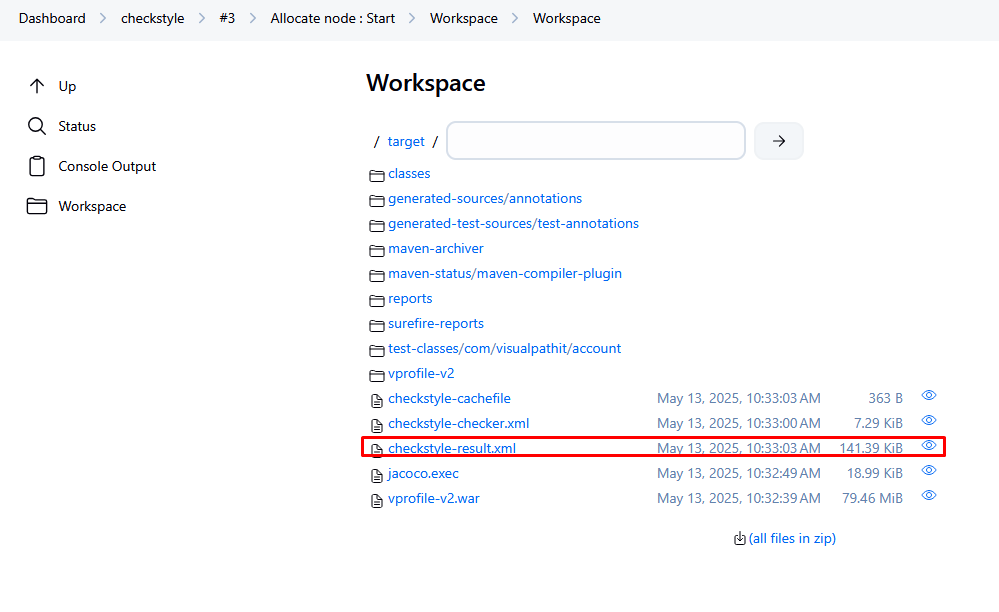 Dashboard > checkstyle > #3 > Allocate node : Start > Workspace > Workspace
Up
Status
Console Output
Workspace
Workspace
/ target /
classes
generated-sources/annotations
generated-test-sources/test-annotations
maven-archiver
maven-status/maven-compiler-plugin
reports
surefire-reports
test-classes/com/visualpathit/account
vprofile-v2
checkstyle-cachefile May 13, 2025, 10:33:03 AM 363 B
checkstyle-checker.xml May 13, 2025, 10:33:00 AM 7.29 KiB
checkstyle-result.xml May 13, 2025, 10:33:03 AM 141.39 KiB
jacoco.exec May 13, 2025, 10:32:49 AM 18.99 KiB
vprofile-v2.war May 13, 2025, 10:32:39 AM 79.46 MiB
(all files in zip)